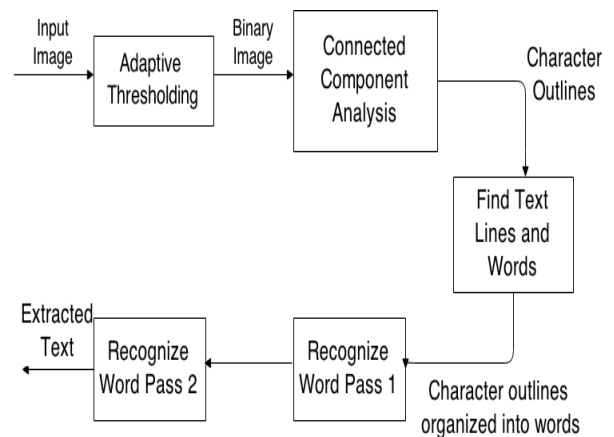 Input
Image
Adaptive
Thresholding
Binary
Image
Connected
Component
Analysis
Character
Outlines
Find Text
Lines and
Words
Character outlines
organized into words
Recognize
Word Pass 1
Recognize
Word Pass 2
Extracted
Text